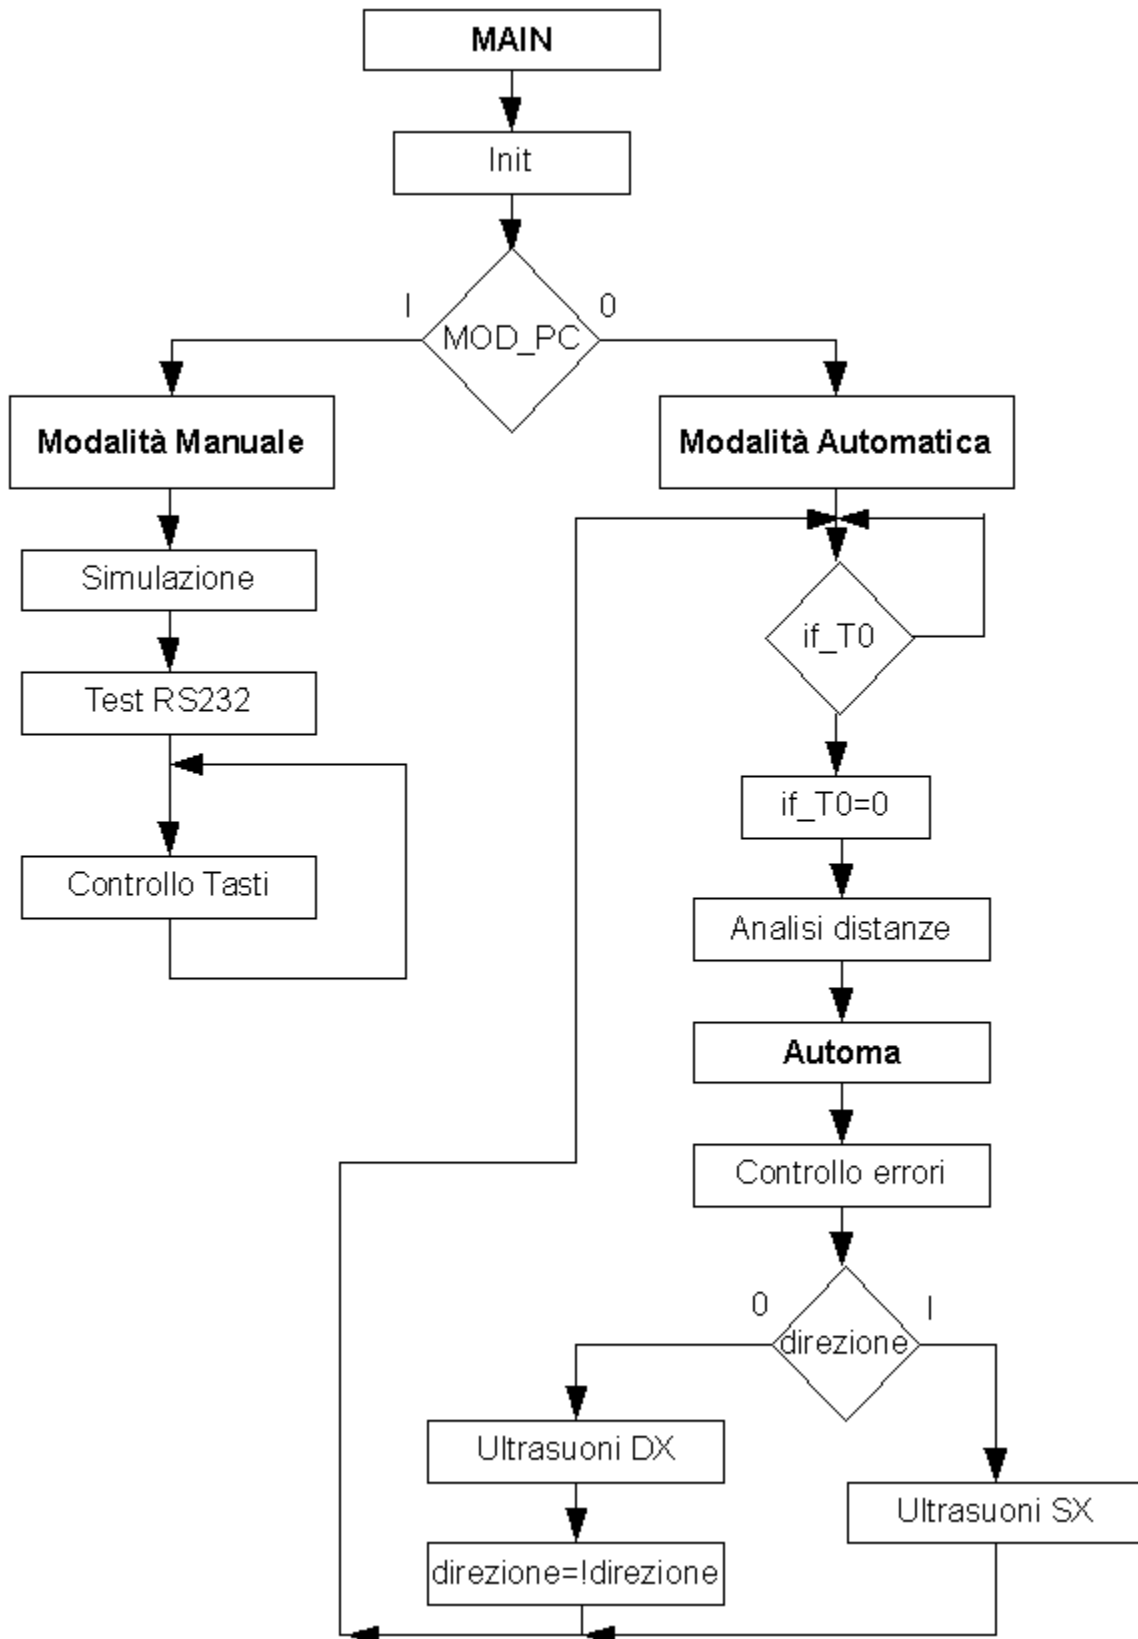 MAIN
Init
I
0
MOD_PC
Modalità Manuale
Modalità Automatica
Simulazione
if_T0
Test RS232
if_T0=0
Controllo Tasti
Analisi distanze
Automa
Controllo errori
0
I
direzione
Ultrasuoni DX
Ultrasuoni SX
direzione=!direzione